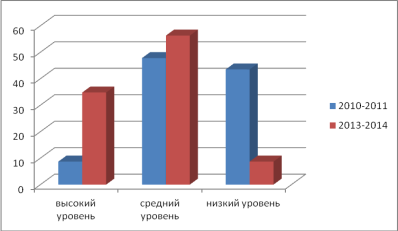 60
50
40
30
20
10
0
высокий
уровень
средний
уровень
низкий уровень
2010-2011
2013-2014